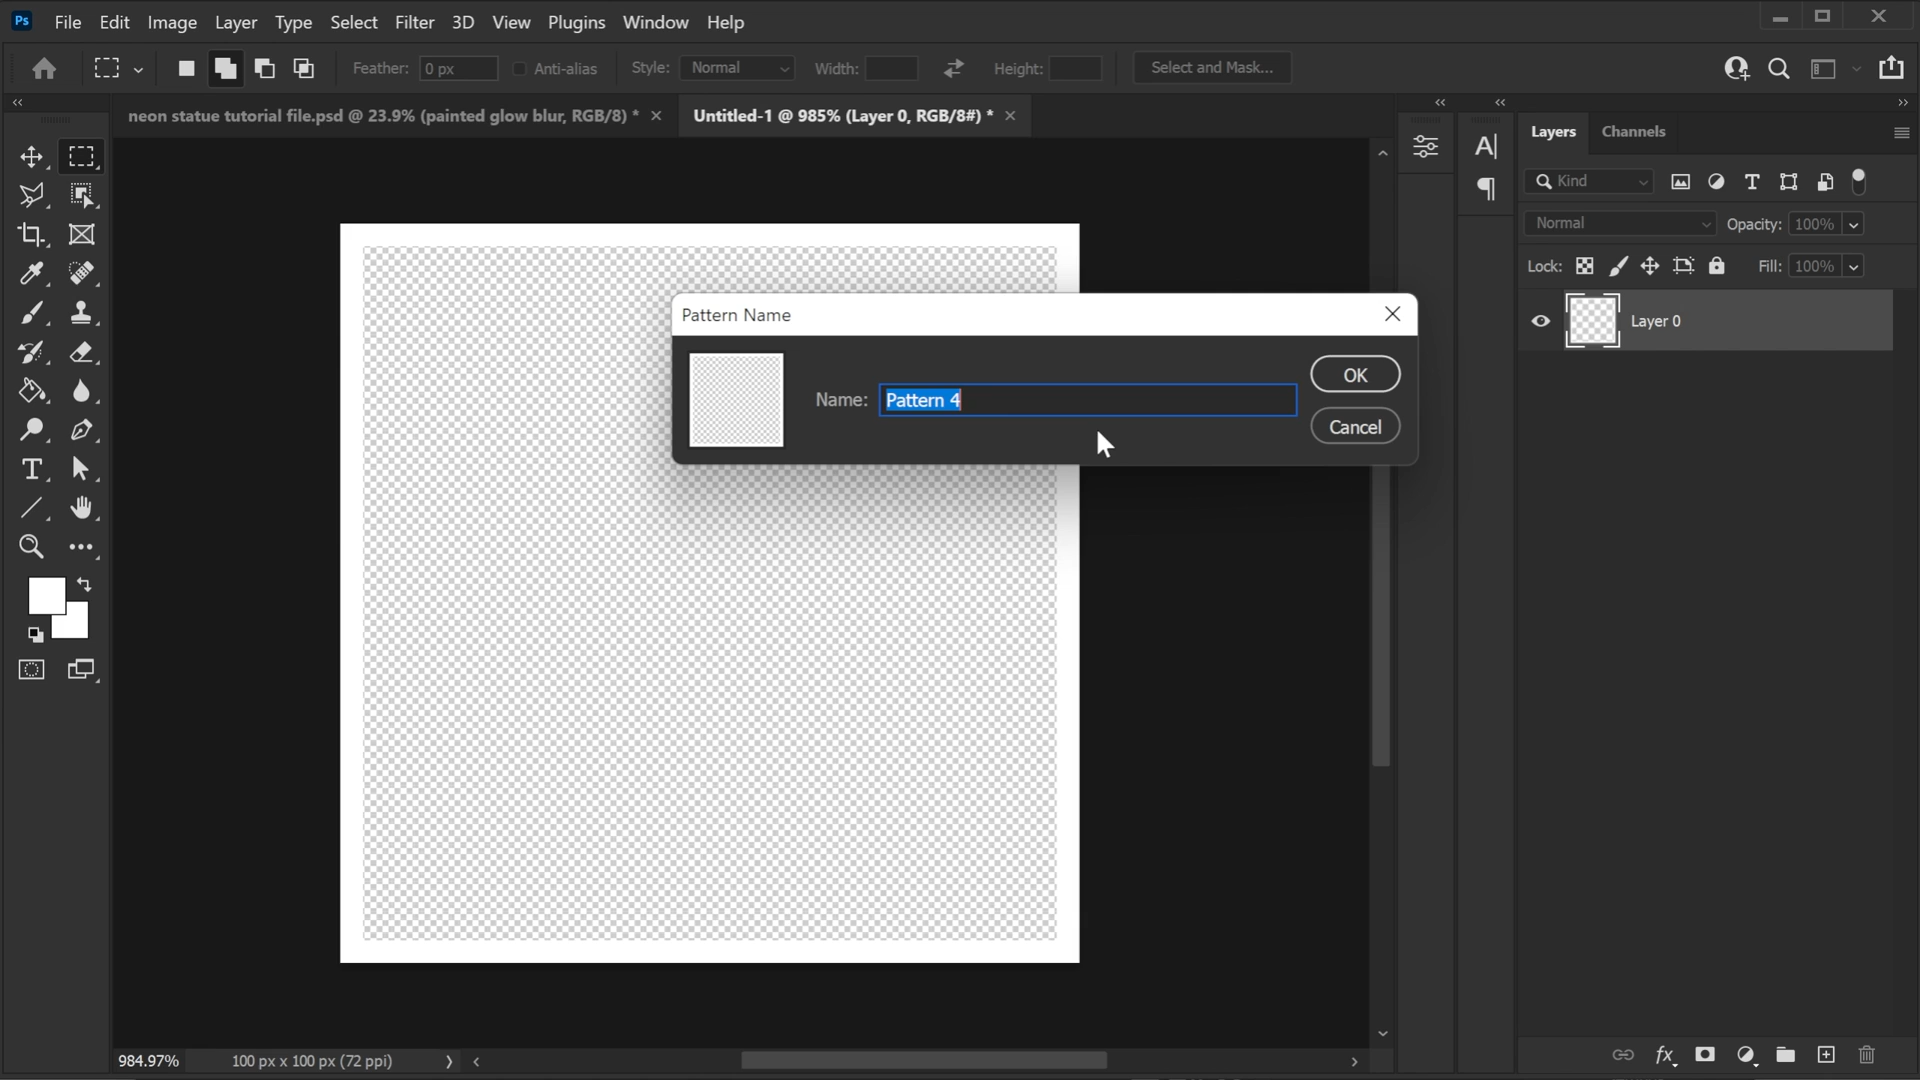 Ps File Edit Image Layer Type Select Filter 3D View Plugins Window Help
Feather: 0 px Anti-alias Style: Normal Width: Height: Select and Mask...
neon statue tutorial file.psd @ 23.9% (painted glow blur, RGB/8) * Untitled-1 @ 985% (Layer 0, RGB/8#) *
Layers Channels
Kind
Normal Opacity: 100%
Lock: Fill: 100%
Layer 0
Pattern Name
Name: Pattern 4
OK
Cancel
984.97% 100 px x 100 px (72 ppi)